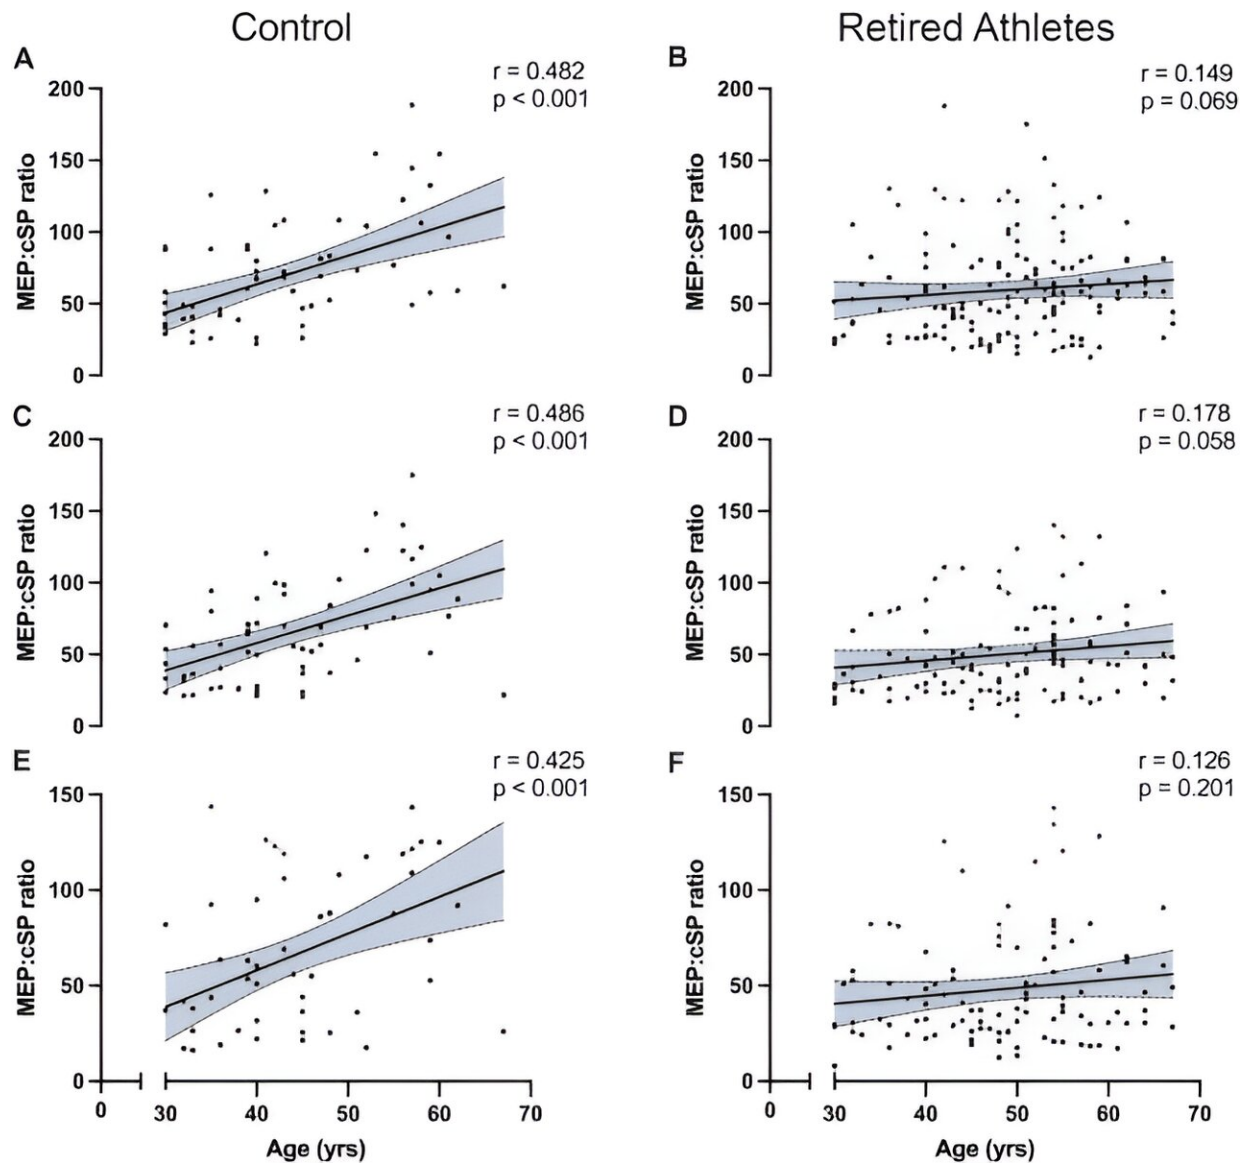 Control
Retired Athletes
A
r = 0.482
p < 0.001
200
150
100
50
0
MEP:cSP ratio
B
r = 0.149
p = 0.069
200
150
100
50
0
MEP:cSP ratio
C
r = 0.486
p < 0.001
200
150
100
50
0
MEP:cSP ratio
D
r = 0.178
p = 0.058
200
150
100
50
0
MEP:cSP ratio
E
r = 0.425
p < 0.001
150
100
50
0
MEP:cSP ratio
0 30 40 50 60 70
Age (yrs)
F
r = 0.126
p = 0.201
150
100
50
0
MEP:cSP ratio
0 30 40 50 60 70
Age (yrs)